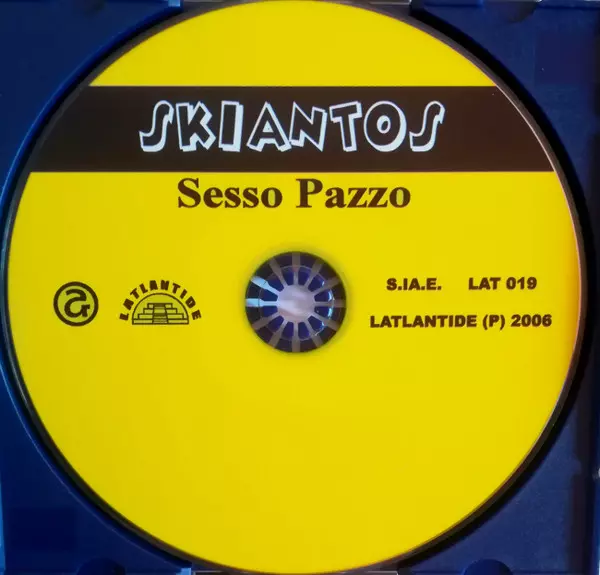 SKIANTOS
Sesso Pazzo
S.IA.E. LAT 019
LATLANTIDE
LATLANTIDE (P) 2006